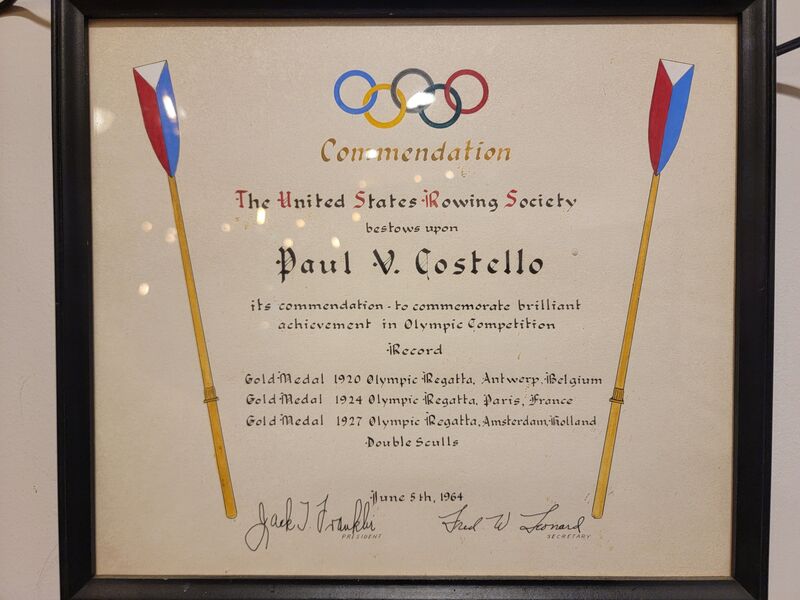 Commendation
The United States Rowing Society
bestows upon
Paul V. Costello
its commendation - to commemorate brilliant
achievement in Olympic Competition
Record
Gold Medal 1920 Olympic Regatta, Antwerp, Belgium
Gold Medal 1924 Olympic Regatta, Paris, France
Gold Medal 1927 Olympic Regatta, Amsterdam, Holland
Double Sculls
June 5th, 1964
Jack T. Franklin Fred W Leonard
PRESIDENT SECRETARY